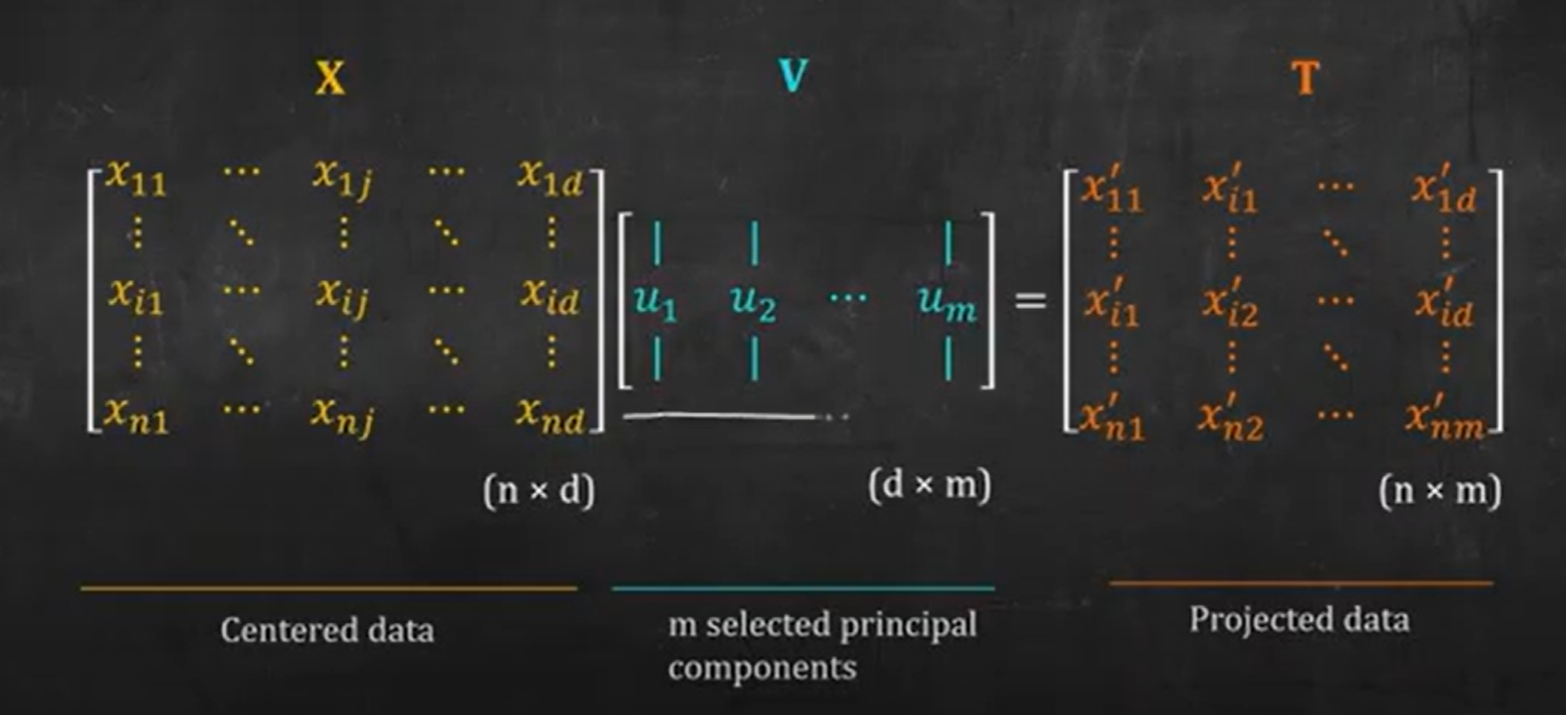 X V T
x₁₁ ⋯ x₁ⱼ ⋯ x₁d x′₁₁ x′ᵢ₁ ⋯ x′₁d
⋮ ⋱ ⋮ ⋱ ⋮ | | | ⋮ ⋮ ⋱ ⋮
xᵢ₁ ⋯ xᵢⱼ ⋯ xᵢd u₁ u₂ ⋯ uₘ = x′ᵢ₁ x′ᵢ₂ ⋯ x′ᵢd
⋮ ⋱ ⋮ ⋱ ⋮ | | | ⋮ ⋮ ⋱ ⋮
xₙ₁ ⋯ xₙⱼ ⋯ xₙd x′ₙ₁ x′ₙ₂ ⋯ x′ₙₘ
(n × d) (d × m) (n × m)
Centered data
m selected principal
components
Projected data